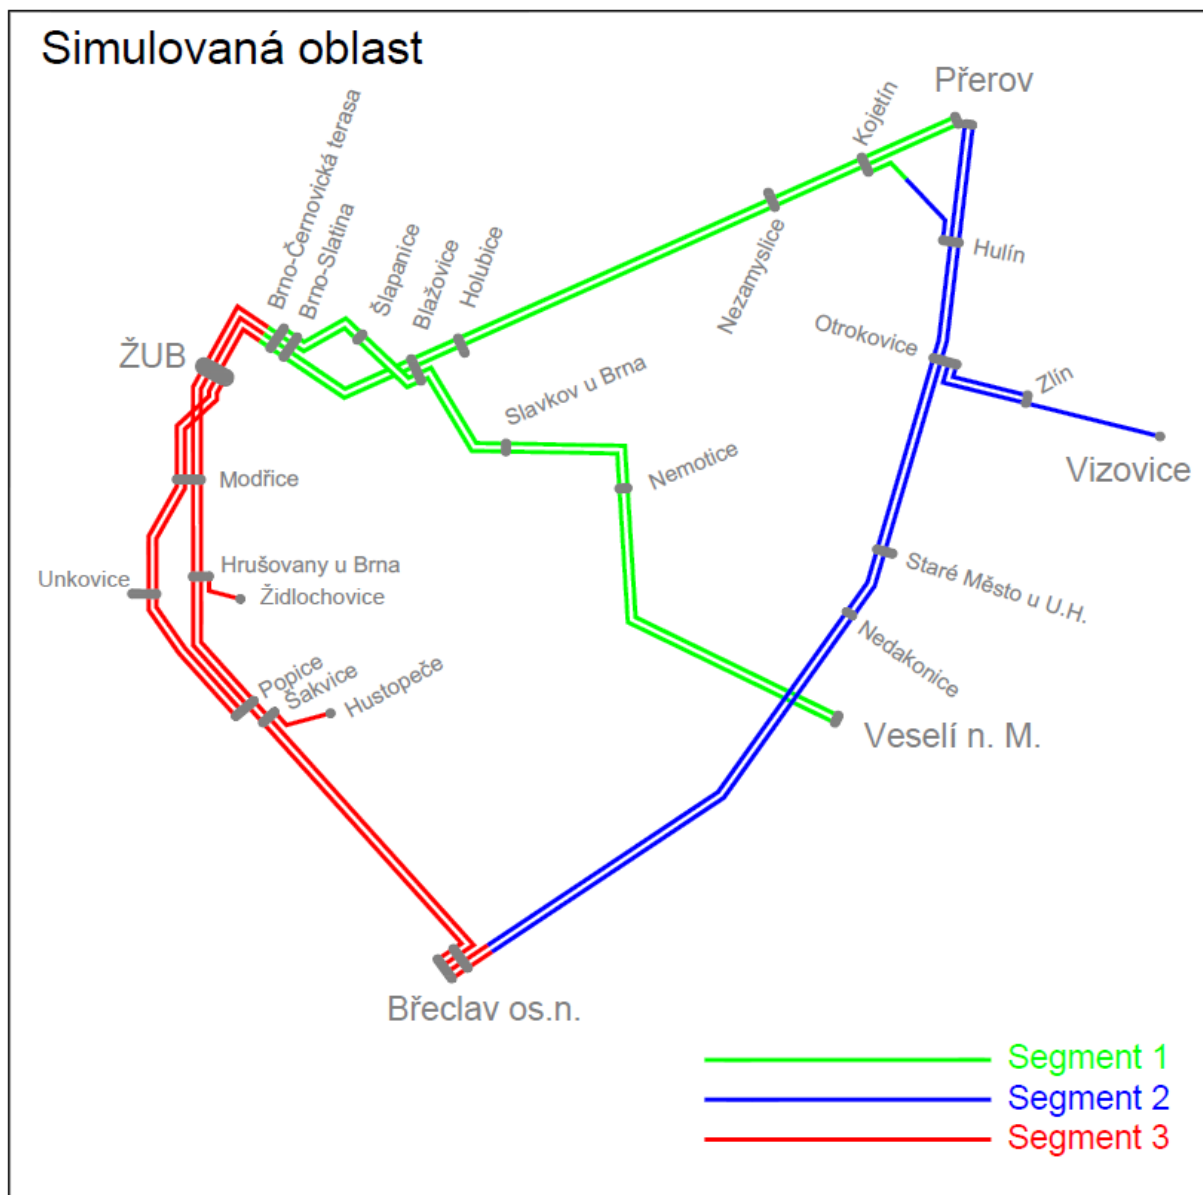 Simulovaná oblast
Přerov
Kojetín
Brno-Černovická terasa
Brno-Slatina
Šlapanice
Blažovice
Holubice
Nezamyslice
Hulín
Otrokovice
ŽUB
Zlín
Slavkov u Brna
Vizovice
Nemotice
Modřice
Staré Město u U.H.
Hrušovany u Brna
Unkovice
Židlochovice
Nedakonice
Popice
Šakvice
Hustopeče
Veselí n. M.
Břeclav os.n.
Segment 1
Segment 2
Segment 3